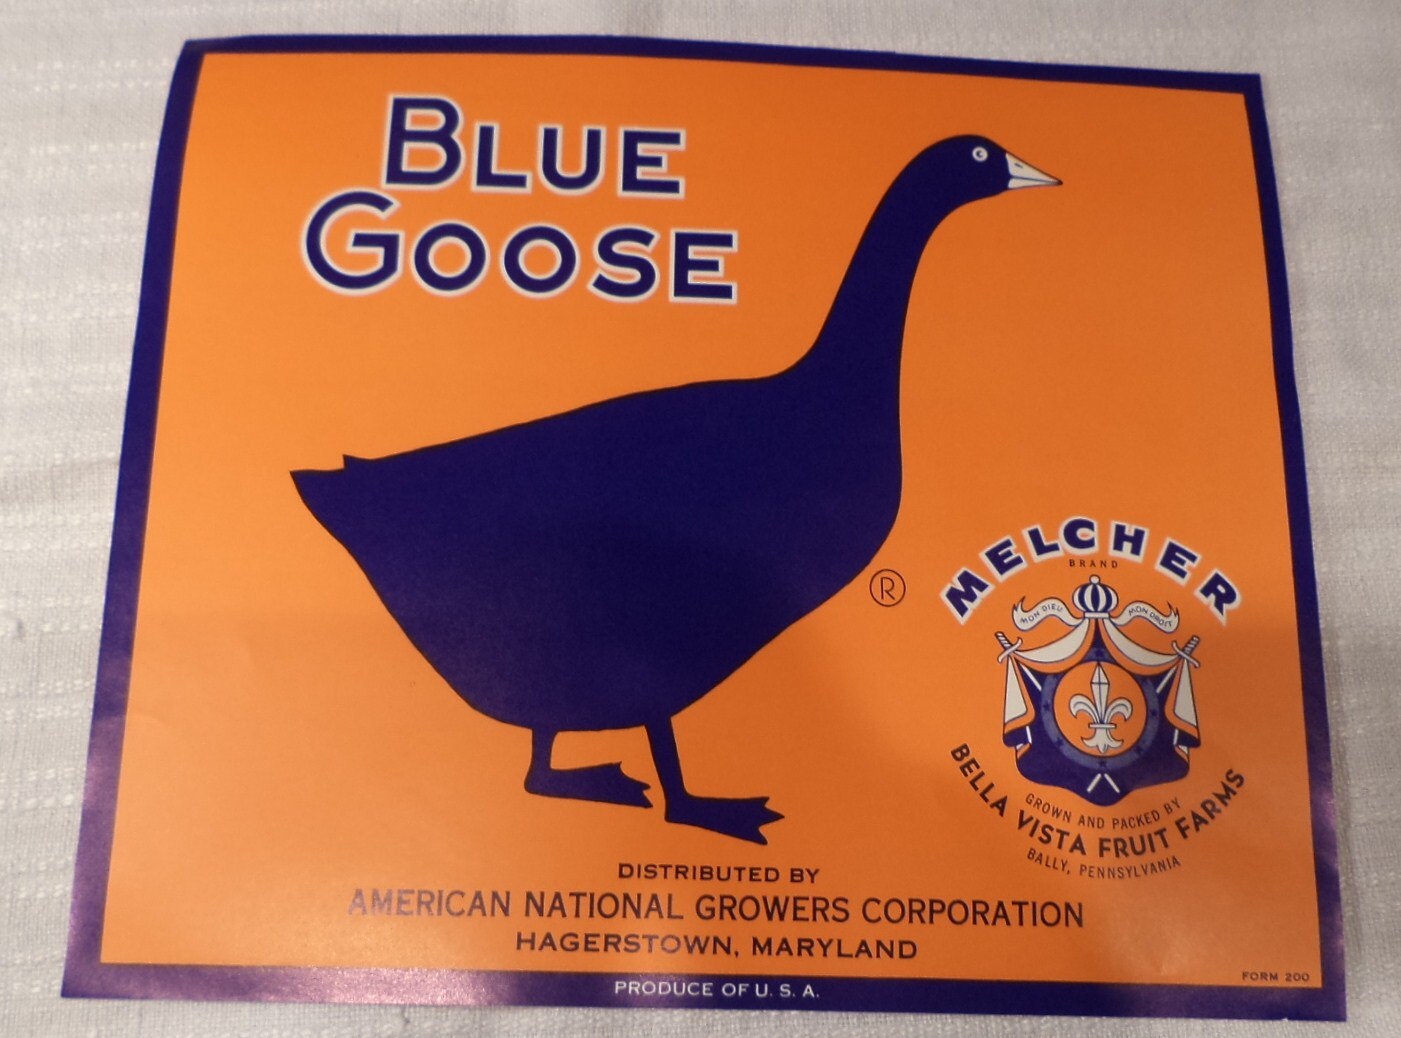 BLUE
GOOSE
®
MELCHER
BRAND
MON DIEU
MON DROIT
GROWN AND PACKED BY
BELLA VISTA FRUIT FARMS
BALLY, PENNSYLVANIA
DISTRIBUTED BY
AMERICAN NATIONAL GROWERS CORPORATION
HAGERSTOWN, MARYLAND
FORM 200
PRODUCE OF U. S. A.